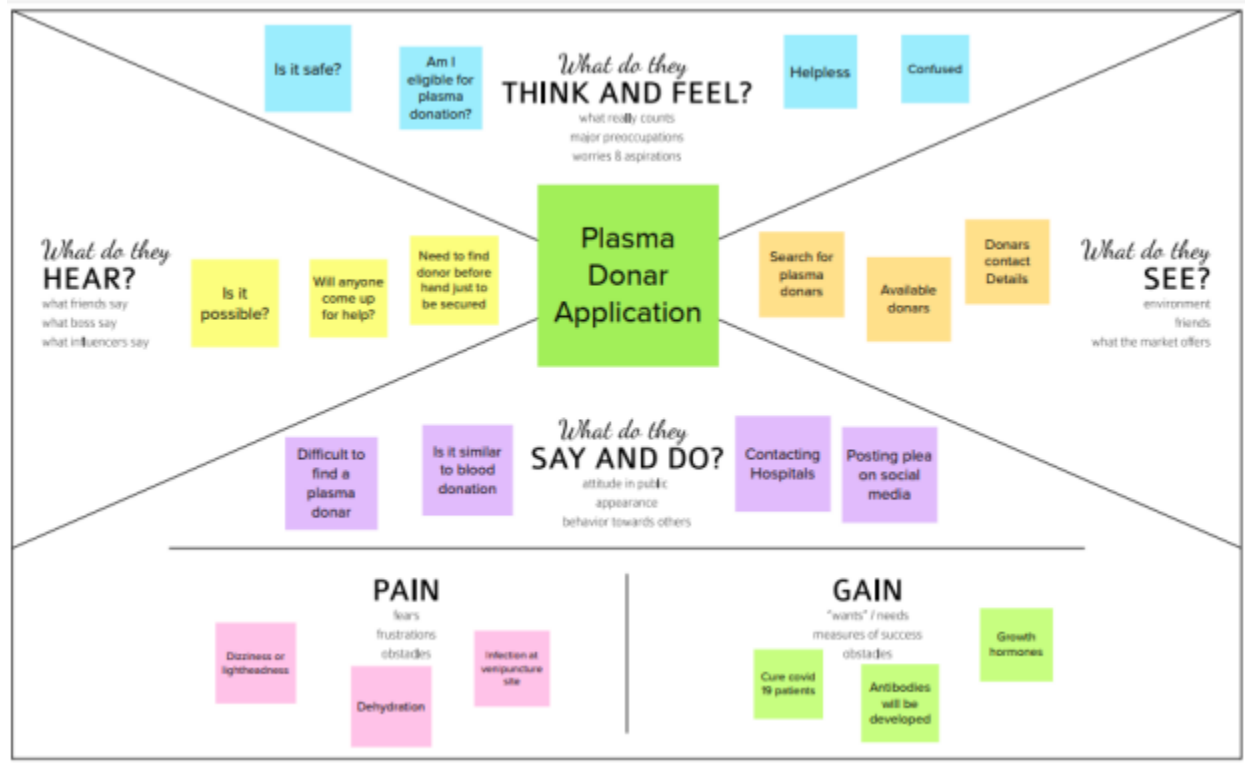 Is it safe?
Am I
eligible for
plasma
donation?
What do they
THINK AND FEEL?
what really counts
major preoccupations
worries & aspirations
Helpless
Confused
What do they
HEAR?
what friends say
what boss say
what influencers say
Is it
possible?
Will anyone
come up
for help?
Need to find
donor before
hand just to
be secured
Plasma
Donar
Application
Search for
plasma
donars
Available
donars
Donars
contact
Details
What do they
SEE?
environment
friends
what the market offers
Difficult to
find a
plasma
donar
Is it similar
to blood
donation
What do they
SAY AND DO?
attitude in public
appearance
behavior towards others
Contacting
Hospitals
Posting plea
on social
media
PAIN
fears
frustrations
obstacles
Dizziness or
lightheadness
Dehydration
Infection at
venipuncture
site
GAIN
"wants" / needs
measures of success
obstacles
Cure covid
19 patients
Antibodies
will be
developed
Growth
hormones